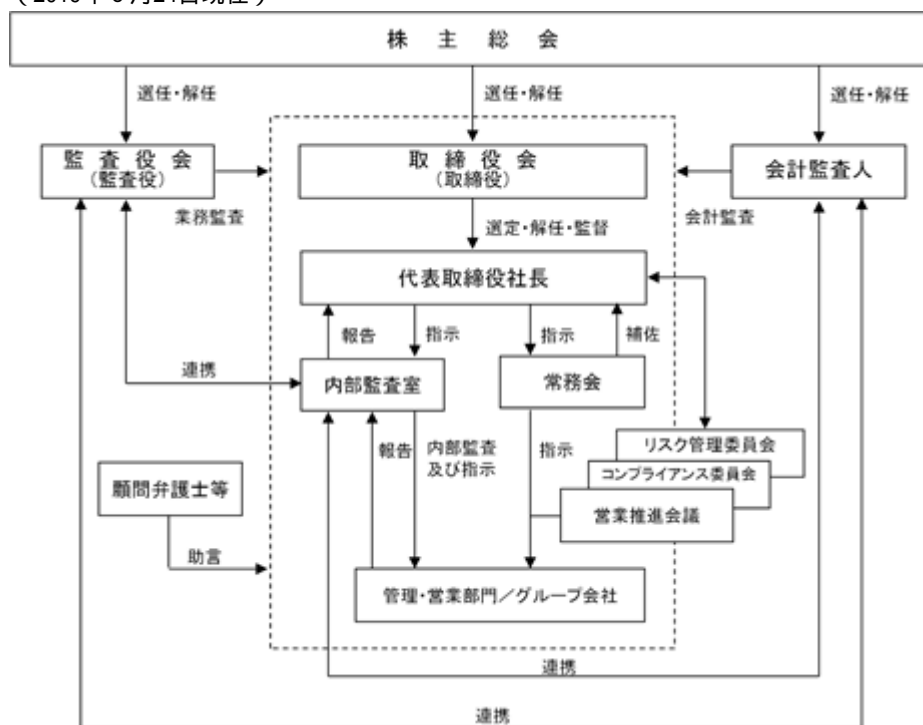 株主総会
選任・解任
選任・解任
選任・解任
監査役会
(監査役)
取締役会
(取締役)
会計監査人
業務監査
会計監査
選定・解任・監督
代表取締役社長
報告
指示
指示
補佐
連携
内部監査室
常務会
報告
内部監査
及び指示
指示
リスク管理委員会
コンプライアンス委員会
営業推進会議
顧問弁護士等
助言
管理・営業部門／グループ会社
連携
連携